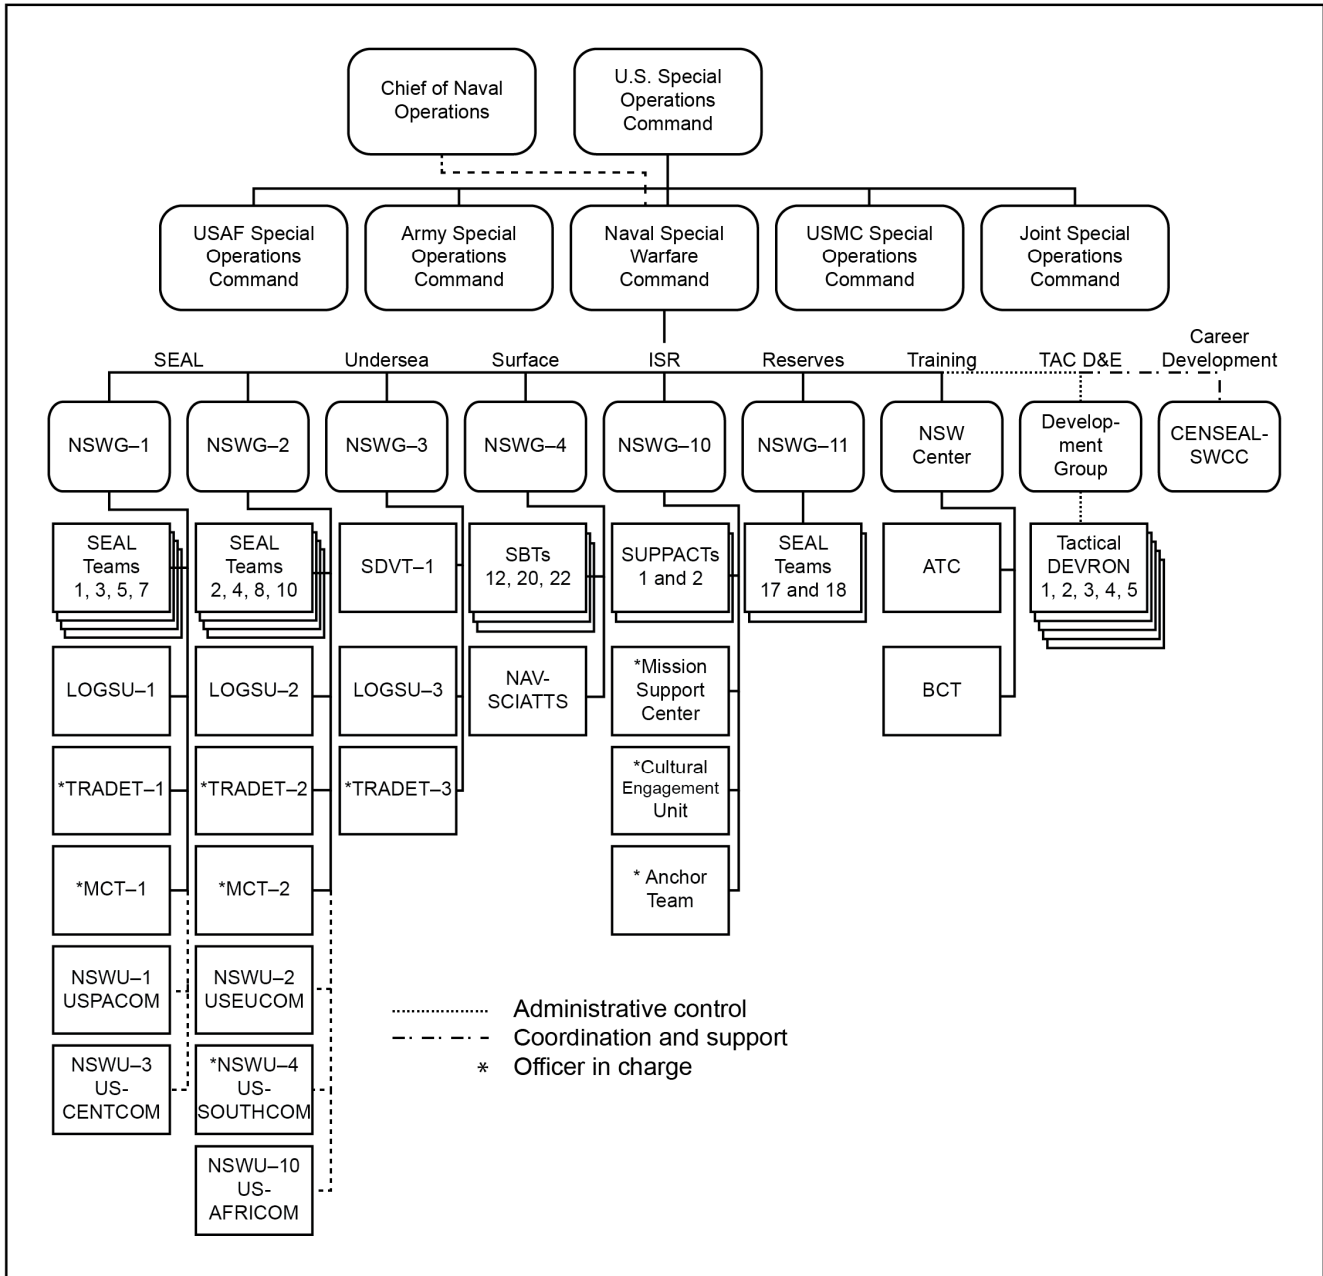 Chief of Naval
Operations
U.S. Special
Operations
Command
USAF Special
Operations
Command
Army Special
Operations
Command
Naval Special
Warfare
Command
USMC Special
Operations
Command
Joint Special
Operations
Command
SEAL
Undersea
Surface
ISR
Reserves
Training
TAC D&E
Career
Development
NSWG–1
NSWG–2
NSWG–3
NSWG–4
NSWG–10
NSWG–11
NSW
Center
Develop-
ment
Group
CENSEAL-
SWCC
SEAL
Teams
1, 3, 5, 7
SEAL
Teams
2, 4, 8, 10
SDVT–1
SBTs
12, 20, 22
SUPPACTs
1 and 2
SEAL
Teams
17 and 18
ATC
Tactical
DEVRON
1, 2, 3, 4, 5
LOGSU–1
LOGSU–2
LOGSU–3
NAV-
SCIATTS
*Mission
Support
Center
BCT
*TRADET–1
*TRADET–2
*TRADET–3
*Cultural
Engagement
Unit
*MCT–1
*MCT–2
* Anchor
Team
NSWU–1
USPACOM
NSWU–2
USEUCOM
NSWU–3
US-
CENTCOM
*NSWU–4
US-
SOUTHCOM
NSWU–10
US-
AFRICOM
Administrative control
Coordination and support
* Officer in charge